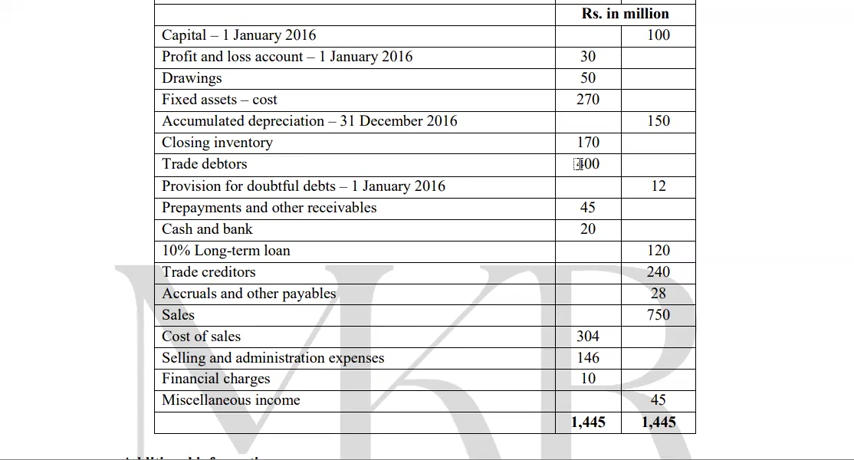 Rs. in million
Capital – 1 January 2016 100
Profit and loss account – 1 January 2016 30
Drawings 50
Fixed assets – cost 270
Accumulated depreciation – 31 December 2016 150
Closing inventory 170
Trade debtors 400
Provision for doubtful debts – 1 January 2016 12
Prepayments and other receivables 45
Cash and bank 20
10% Long-term loan 120
Trade creditors 240
Accruals and other payables 28
Sales 750
Cost of sales 304
Selling and administration expenses 146
Financial charges 10
Miscellaneous income 45
1,445 1,445
MKR